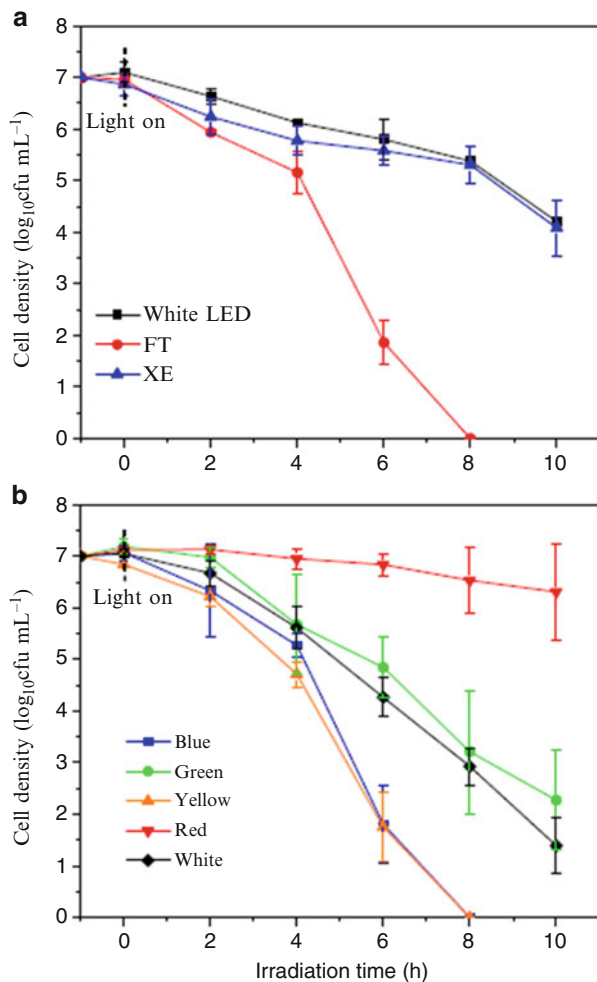 a
8
7
6
5
4
3
2
1
0
Cell density (log₁₀cfu mL⁻¹)
Light on
White LED
FT
XE
0 2 4 6 8 10
b
8
7
6
5
4
3
2
1
0
Cell density (log₁₀cfu mL⁻¹)
Light on
Blue
Green
Yellow
Red
White
0 2 4 6 8 10
Irradiation time (h)